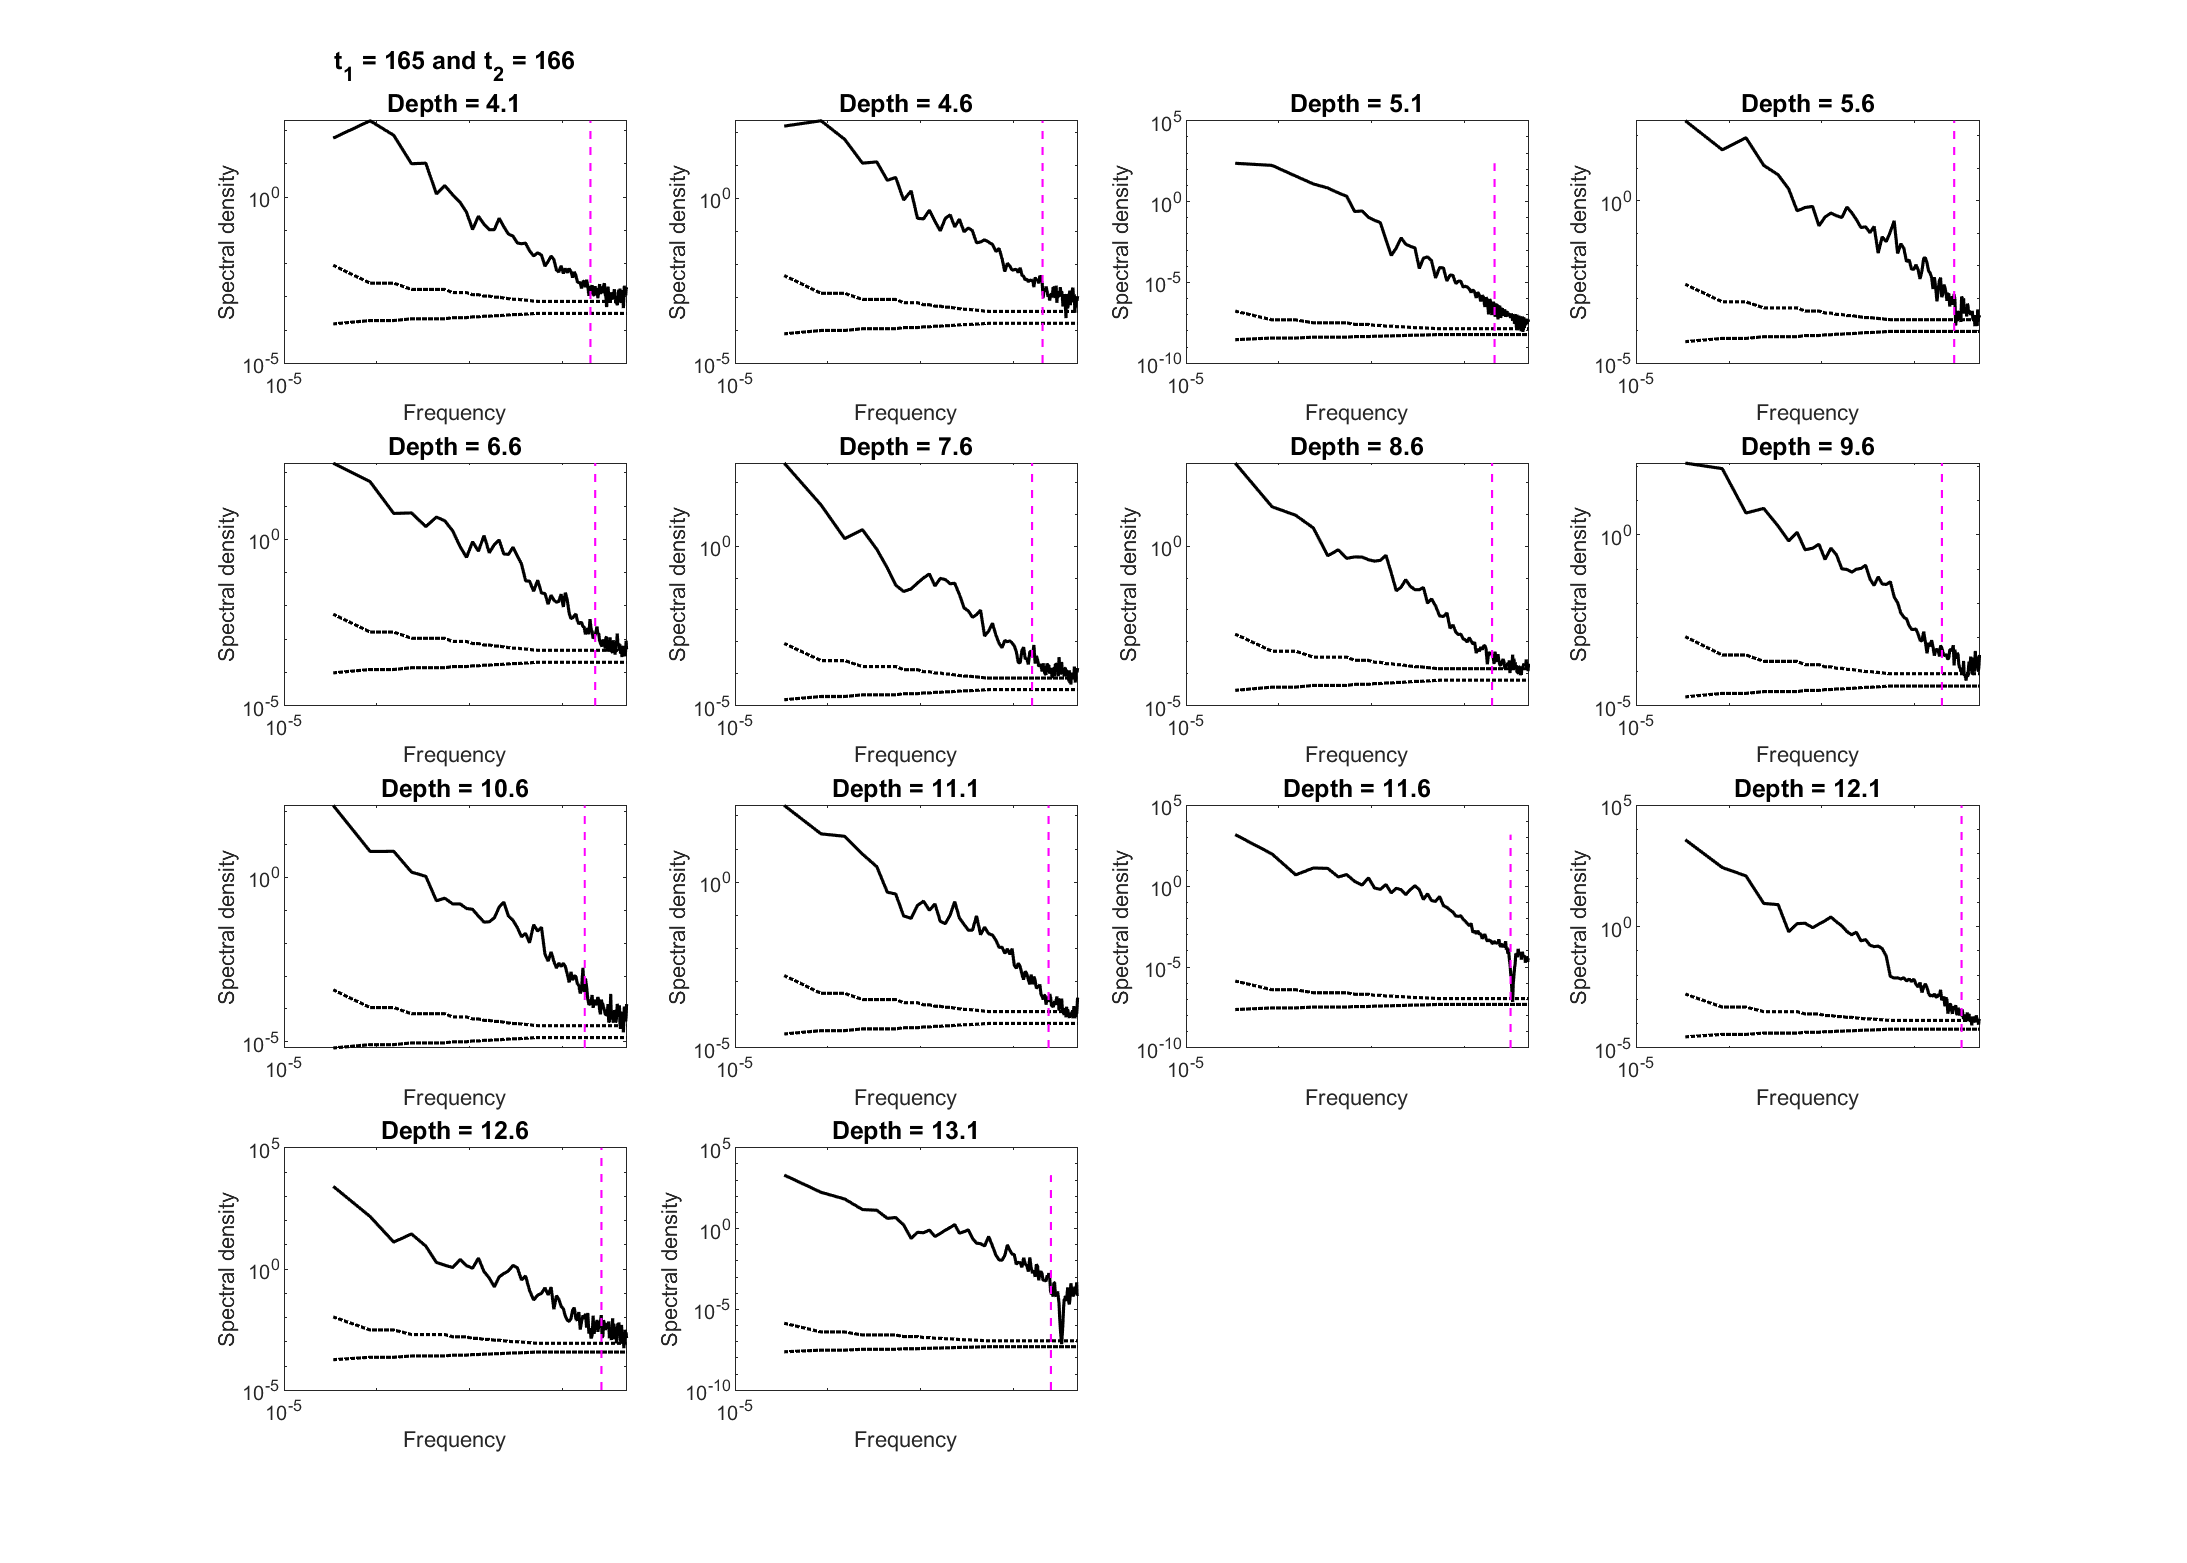 t1 = 165 and t2 = 166
Depth = 4.1
Spectral density
10^0
10^-5
10^-5
Frequency
Depth = 4.6
Spectral density
10^0
10^-5
10^-5
Frequency
Depth = 5.1
Spectral density
10^5
10^0
10^-5
10^-10
10^-5
Frequency
Depth = 5.6
Spectral density
10^0
10^-5
10^-5
Frequency
Depth = 6.6
Spectral density
10^0
10^-5
10^-5
Frequency
Depth = 7.6
Spectral density
10^0
10^-5
10^-5
Frequency
Depth = 8.6
Spectral density
10^0
10^-5
10^-5
Frequency
Depth = 9.6
Spectral density
10^0
10^-5
10^-5
Frequency
Depth = 10.6
Spectral density
10^0
10^-5
10^-5
Frequency
Depth = 11.1
Spectral density
10^0
10^-5
10^-5
Frequency
Depth = 11.6
Spectral density
10^5
10^0
10^-5
10^-10
10^-5
Frequency
Depth = 12.1
Spectral density
10^5
10^0
10^-5
10^-5
Frequency
Depth = 12.6
Spectral density
10^5
10^0
10^-5
10^-5
Frequency
Depth = 13.1
Spectral density
10^5
10^0
10^-5
10^-10
10^-5
Frequency